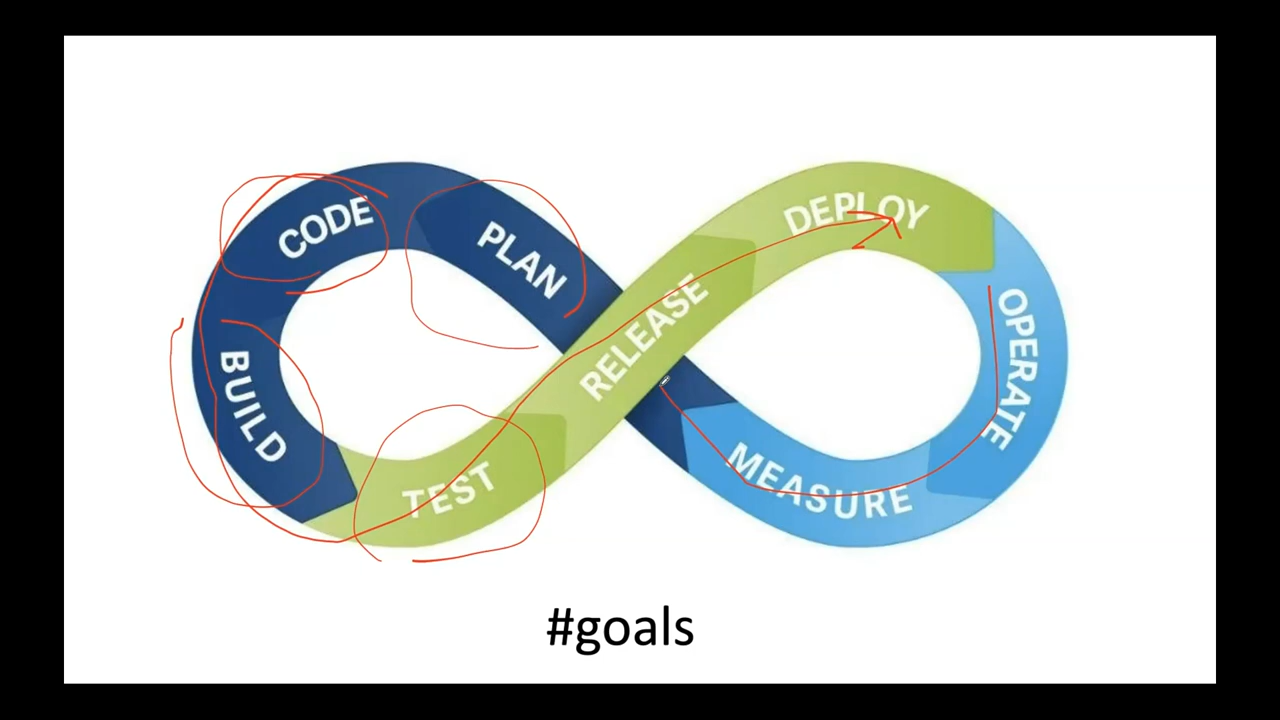 PLAN
CODE
BUILD
TEST
RELEASE
DEPLOY
OPERATE
MEASURE
#goals